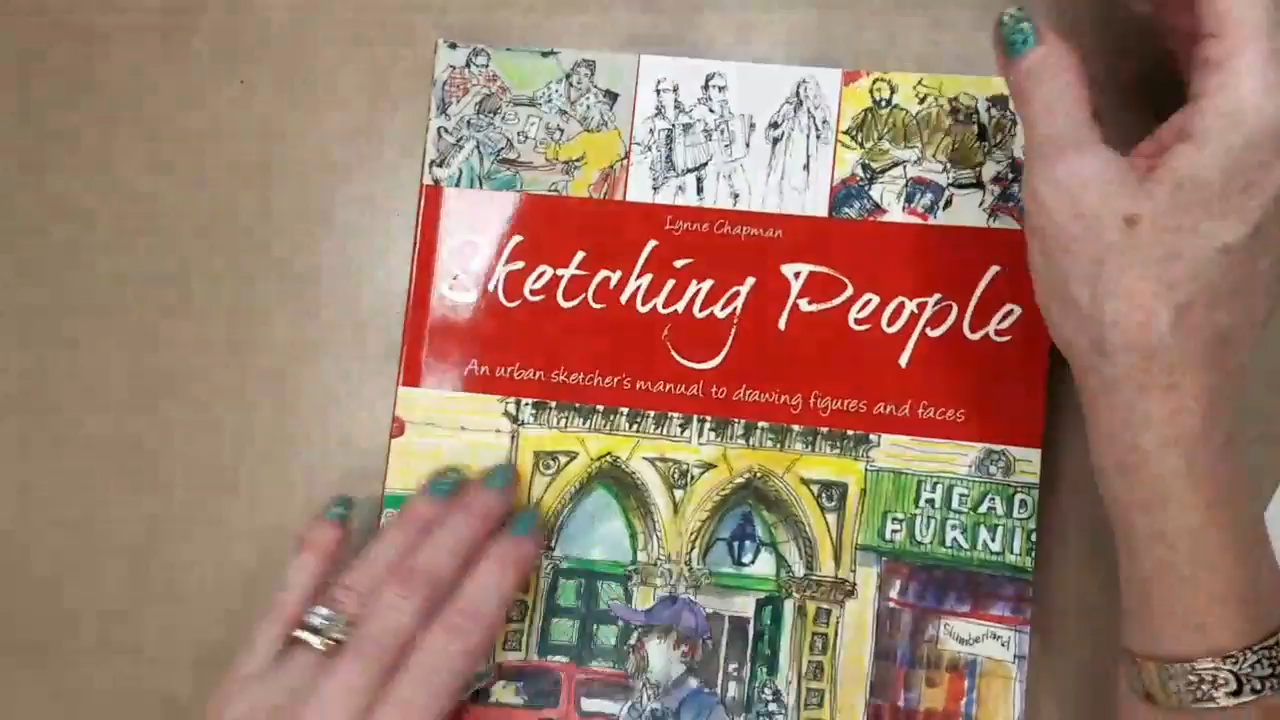 Lynne Chapman
Sketching People
An urban sketcher's manual to drawing figures and faces
HEAD
FURNIS
Slumberland